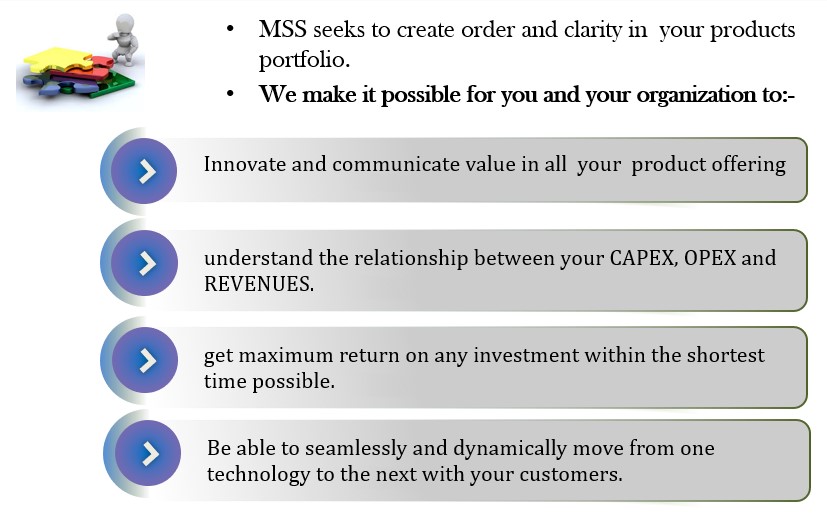 • MSS seeks to create order and clarity in  your products
portfolio.
• We make it possible for you and your organization to:-
Innovate and communicate value in all  your  product offering
understand the relationship between your CAPEX, OPEX and
REVENUES.
get maximum return on any investment within the shortest
time possible.
Be able to seamlessly and dynamically move from one
technology to the next with your customers.